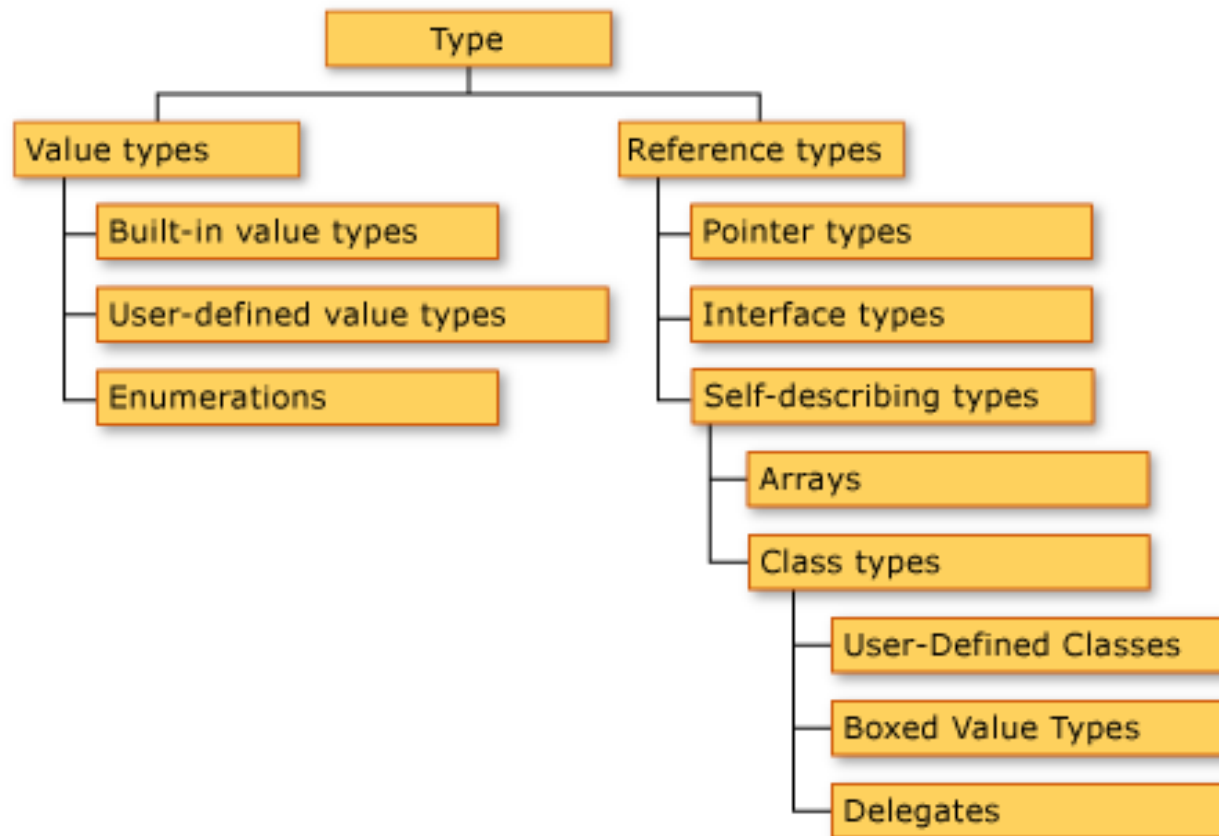 Type
Value types
Reference types
Built-in value types
Pointer types
User-defined value types
Interface types
Enumerations
Self-describing types
Arrays
Class types
User-Defined Classes
Boxed Value Types
Delegates